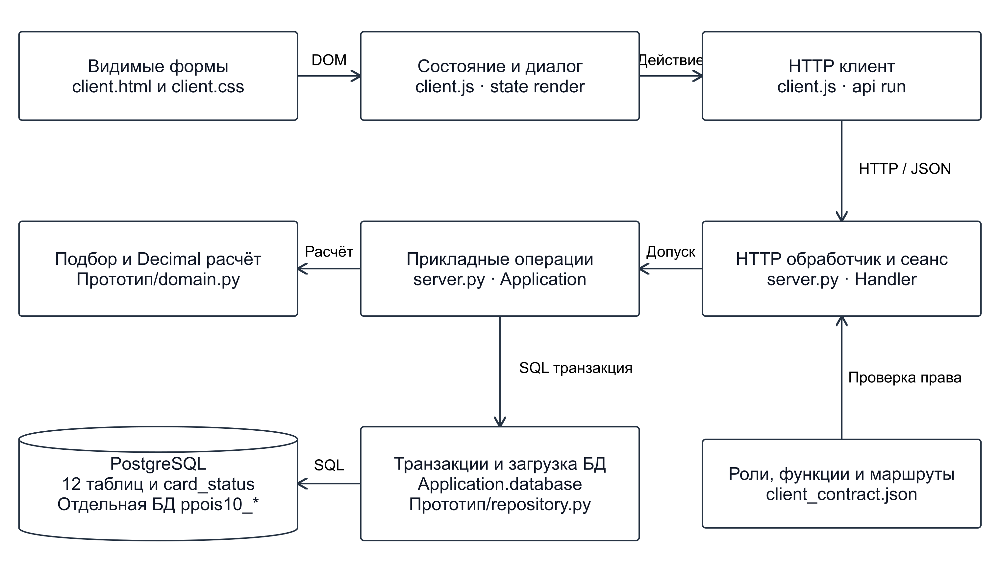 Видимые формы
client.html и client.css
DOM
Состояние и диалог
client.js · state render
Действие
HTTP клиент
client.js · api run
HTTP / JSON
Подбор и Decimal расчёт
Прототип/domain.py
Расчёт
Прикладные операции
server.py · Application
Допуск
HTTP обработчик и сеанс
server.py · Handler
SQL транзакция
Проверка права
PostgreSQL
12 таблиц и card_status
Отдельная БД ppois10_*
SQL
Транзакции и загрузка БД
Application.database
Прототип/repository.py
Роли, функции и маршруты
client_contract.json